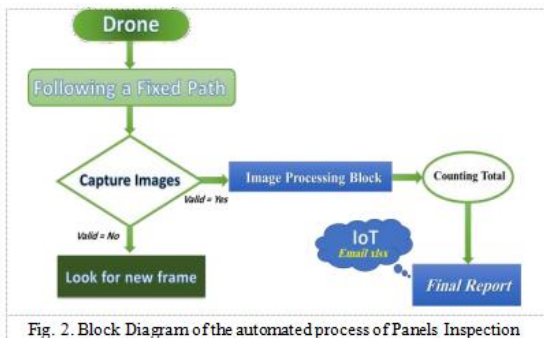 Drone
Following a Fixed Path
Capture Images
Valid = Yes
Image Processing Block
Counting Total
Valid = No
Look for new frame
IoT
Email xlsx
Final Report
Fig. 2. Block Diagram of the automated process of Panels Inspection